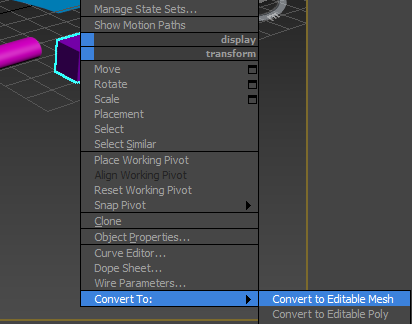 Manage State Sets...
Show Motion Paths
display
transform
Move
Rotate
Scale
Placement
Select
Select Similar
Place Working Pivot
Align Working Pivot
Reset Working Pivot
Snap Pivot
Clone
Object Properties...
Curve Editor...
Dope Sheet...
Wire Parameters...
Convert To:
Convert to Editable Mesh
Convert to Editable Poly